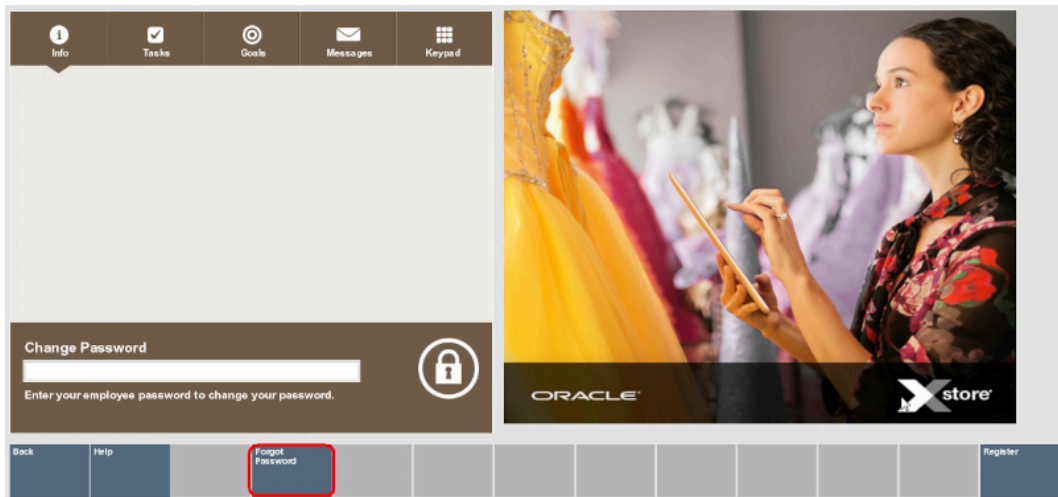 Info
Tasks
Goals
Messages
Keypad
Change Password
Enter your employee password to change your password.
ORACLE®
Xstore®
Back
Help
Forgot
Password
Register